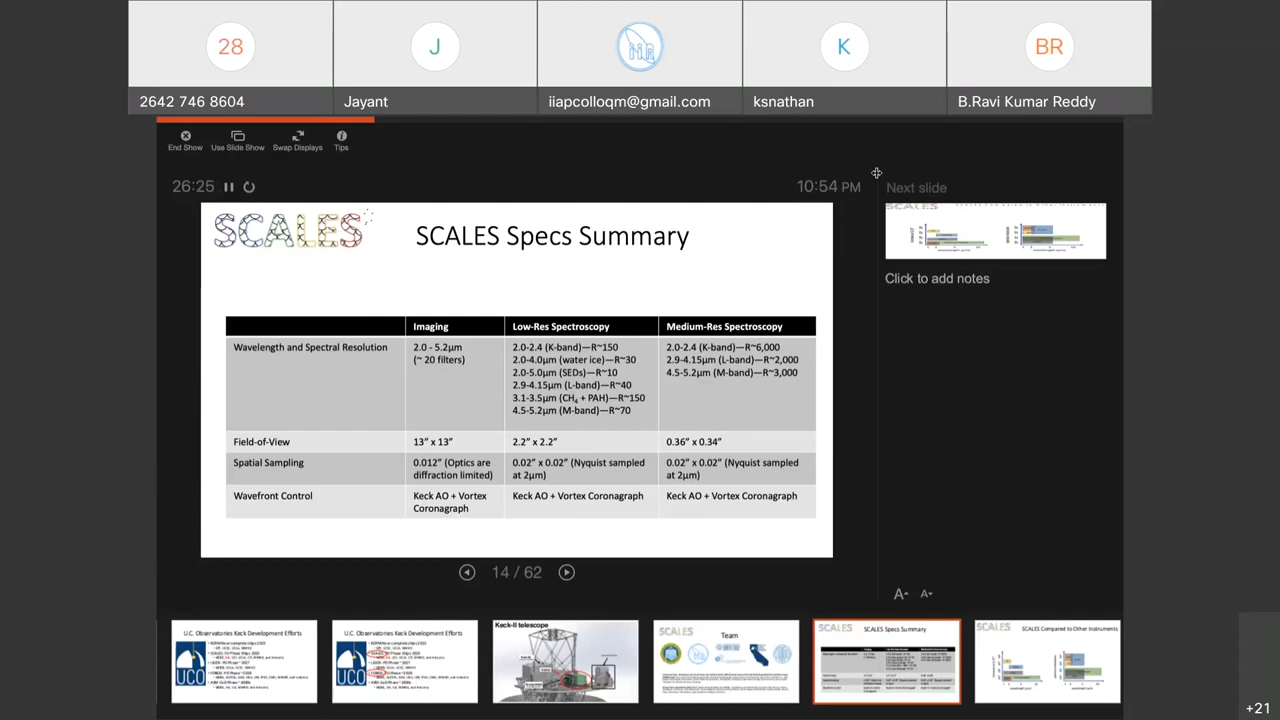 28
J
iiA
K
BR
2642 746 8604
Jayant
iiapcolloqm@gmail.com
ksnathan
B.Ravi Kumar Reddy
End Show
Use Slide Show
Swap Displays
Tips
26:25
10:54 PM
Next slide
SCALES
SCALES Specs Summary
Click to add notes
Imaging
Low-Res Spectroscopy
Medium-Res Spectroscopy
Wavelength and Spectral Resolution
2.0 - 5.2µm
(~ 20 filters)
2.0-2.4 (K-band)—R~150
2.0-4.0µm (water ice)—R~30
2.0-5.0µm (SEDs)—R~10
2.9-4.15µm (L-band)—R~40
3.1-3.5µm (CH₄ + PAH)—R~150
4.5-5.2µm (M-band)—R~70
2.0-2.4 (K-band)—R~6,000
2.9-4.15µm (L-band)—R~2,000
4.5-5.2µm (M-band)—R~3,000
Field-of-View
13” x 13”
2.2” x 2.2”
0.36” x 0.34”
Spatial Sampling
0.012” (Optics are
diffraction limited)
0.02” x 0.02” (Nyquist sampled
at 2µm)
0.02” x 0.02” (Nyquist sampled
at 2µm)
Wavefront Control
Keck AO + Vortex
Coronagraph
Keck AO + Vortex Coronagraph
Keck AO + Vortex Coronagraph
14 / 62
A
A
U.C. Observatories Keck Development Efforts
UCO
U.C. Observatories Keck Development Efforts
UCO
Keck-II telescope
SCALES
Team
SCALES
SCALES Specs Summary
SCALES
SCALES Compared to Other Instruments
+21